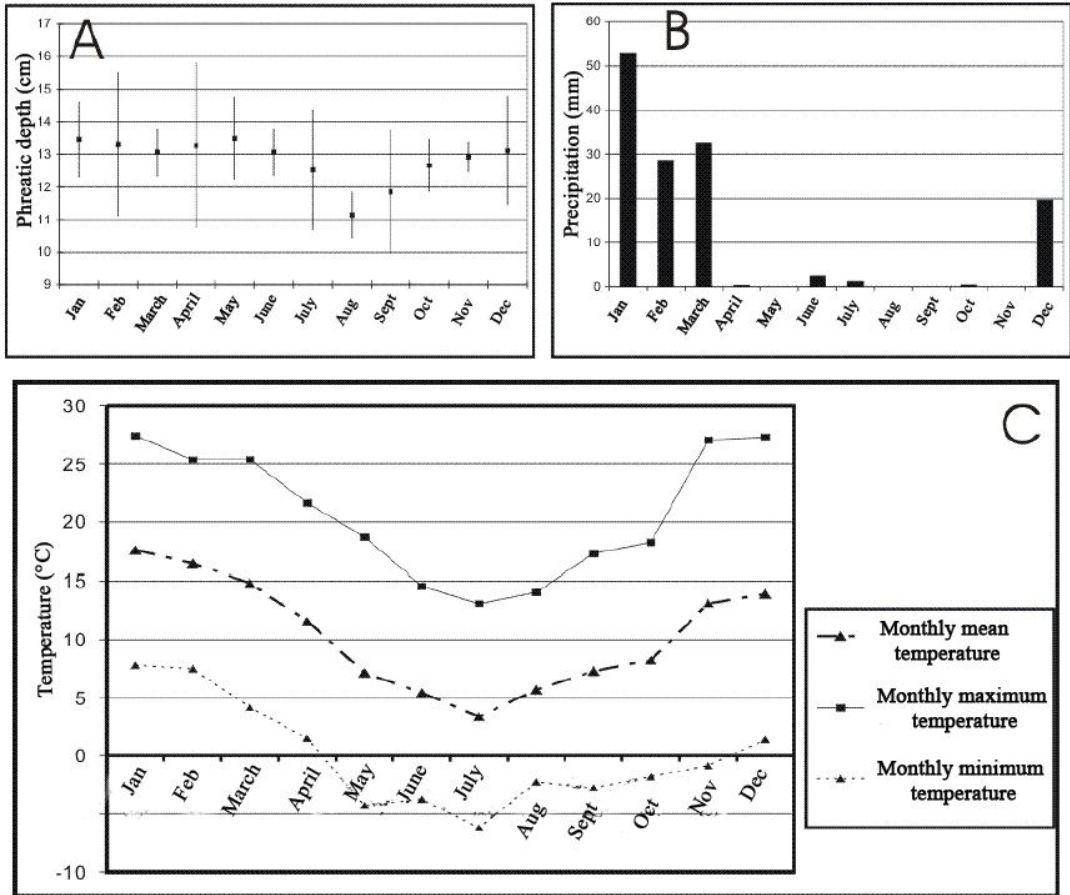 A
Phreatic depth (cm)
17
16
15
14
13
12
11
10
9
Jan
Feb
March
April
May
June
July
Aug
Sept
Oct
Nov
Dec
B
Precipitation (mm)
60
50
40
30
20
10
0
Jan
Feb
March
April
May
June
July
Aug
Sept
Oct
Nov
Dec
C
Temperature (°C)
30
25
20
15
10
5
0
-10
Jan
Feb
March
April
May
June
July
Aug
Sept
Oct
Nov
Dec
Monthly mean
temperature
Monthly maximum
temperature
Monthly minimum
temperature